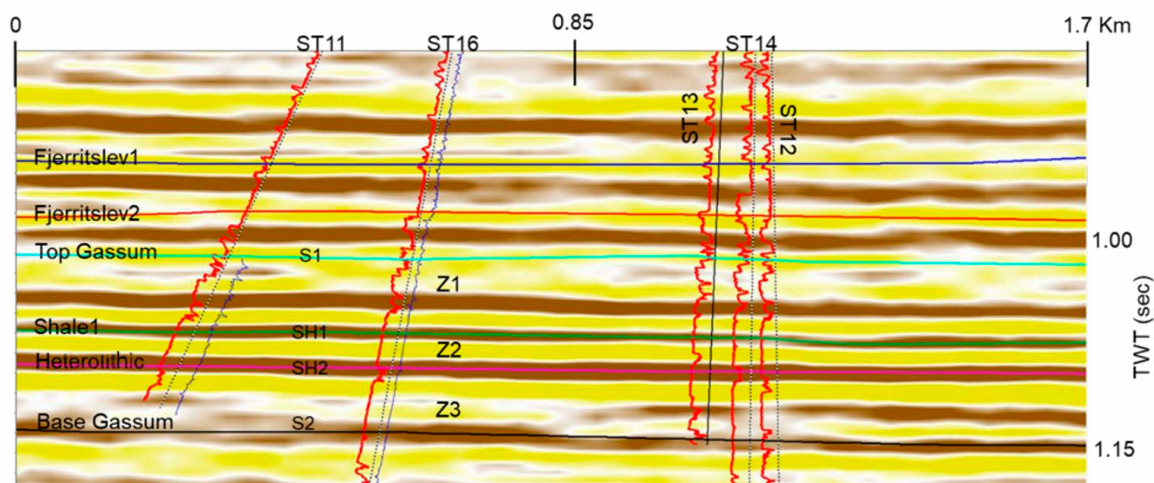 0 0.85 1.7 Km
ST11 ST16 ST14
ST13 ST12
Fjerritslev1
Fjerritslev2
1.00
Top Gassum S1
Z1
TWT (sec)
Shale1 SH1
Z2
Heterolithic SH2
Z3
Base Gassum S2
1.15